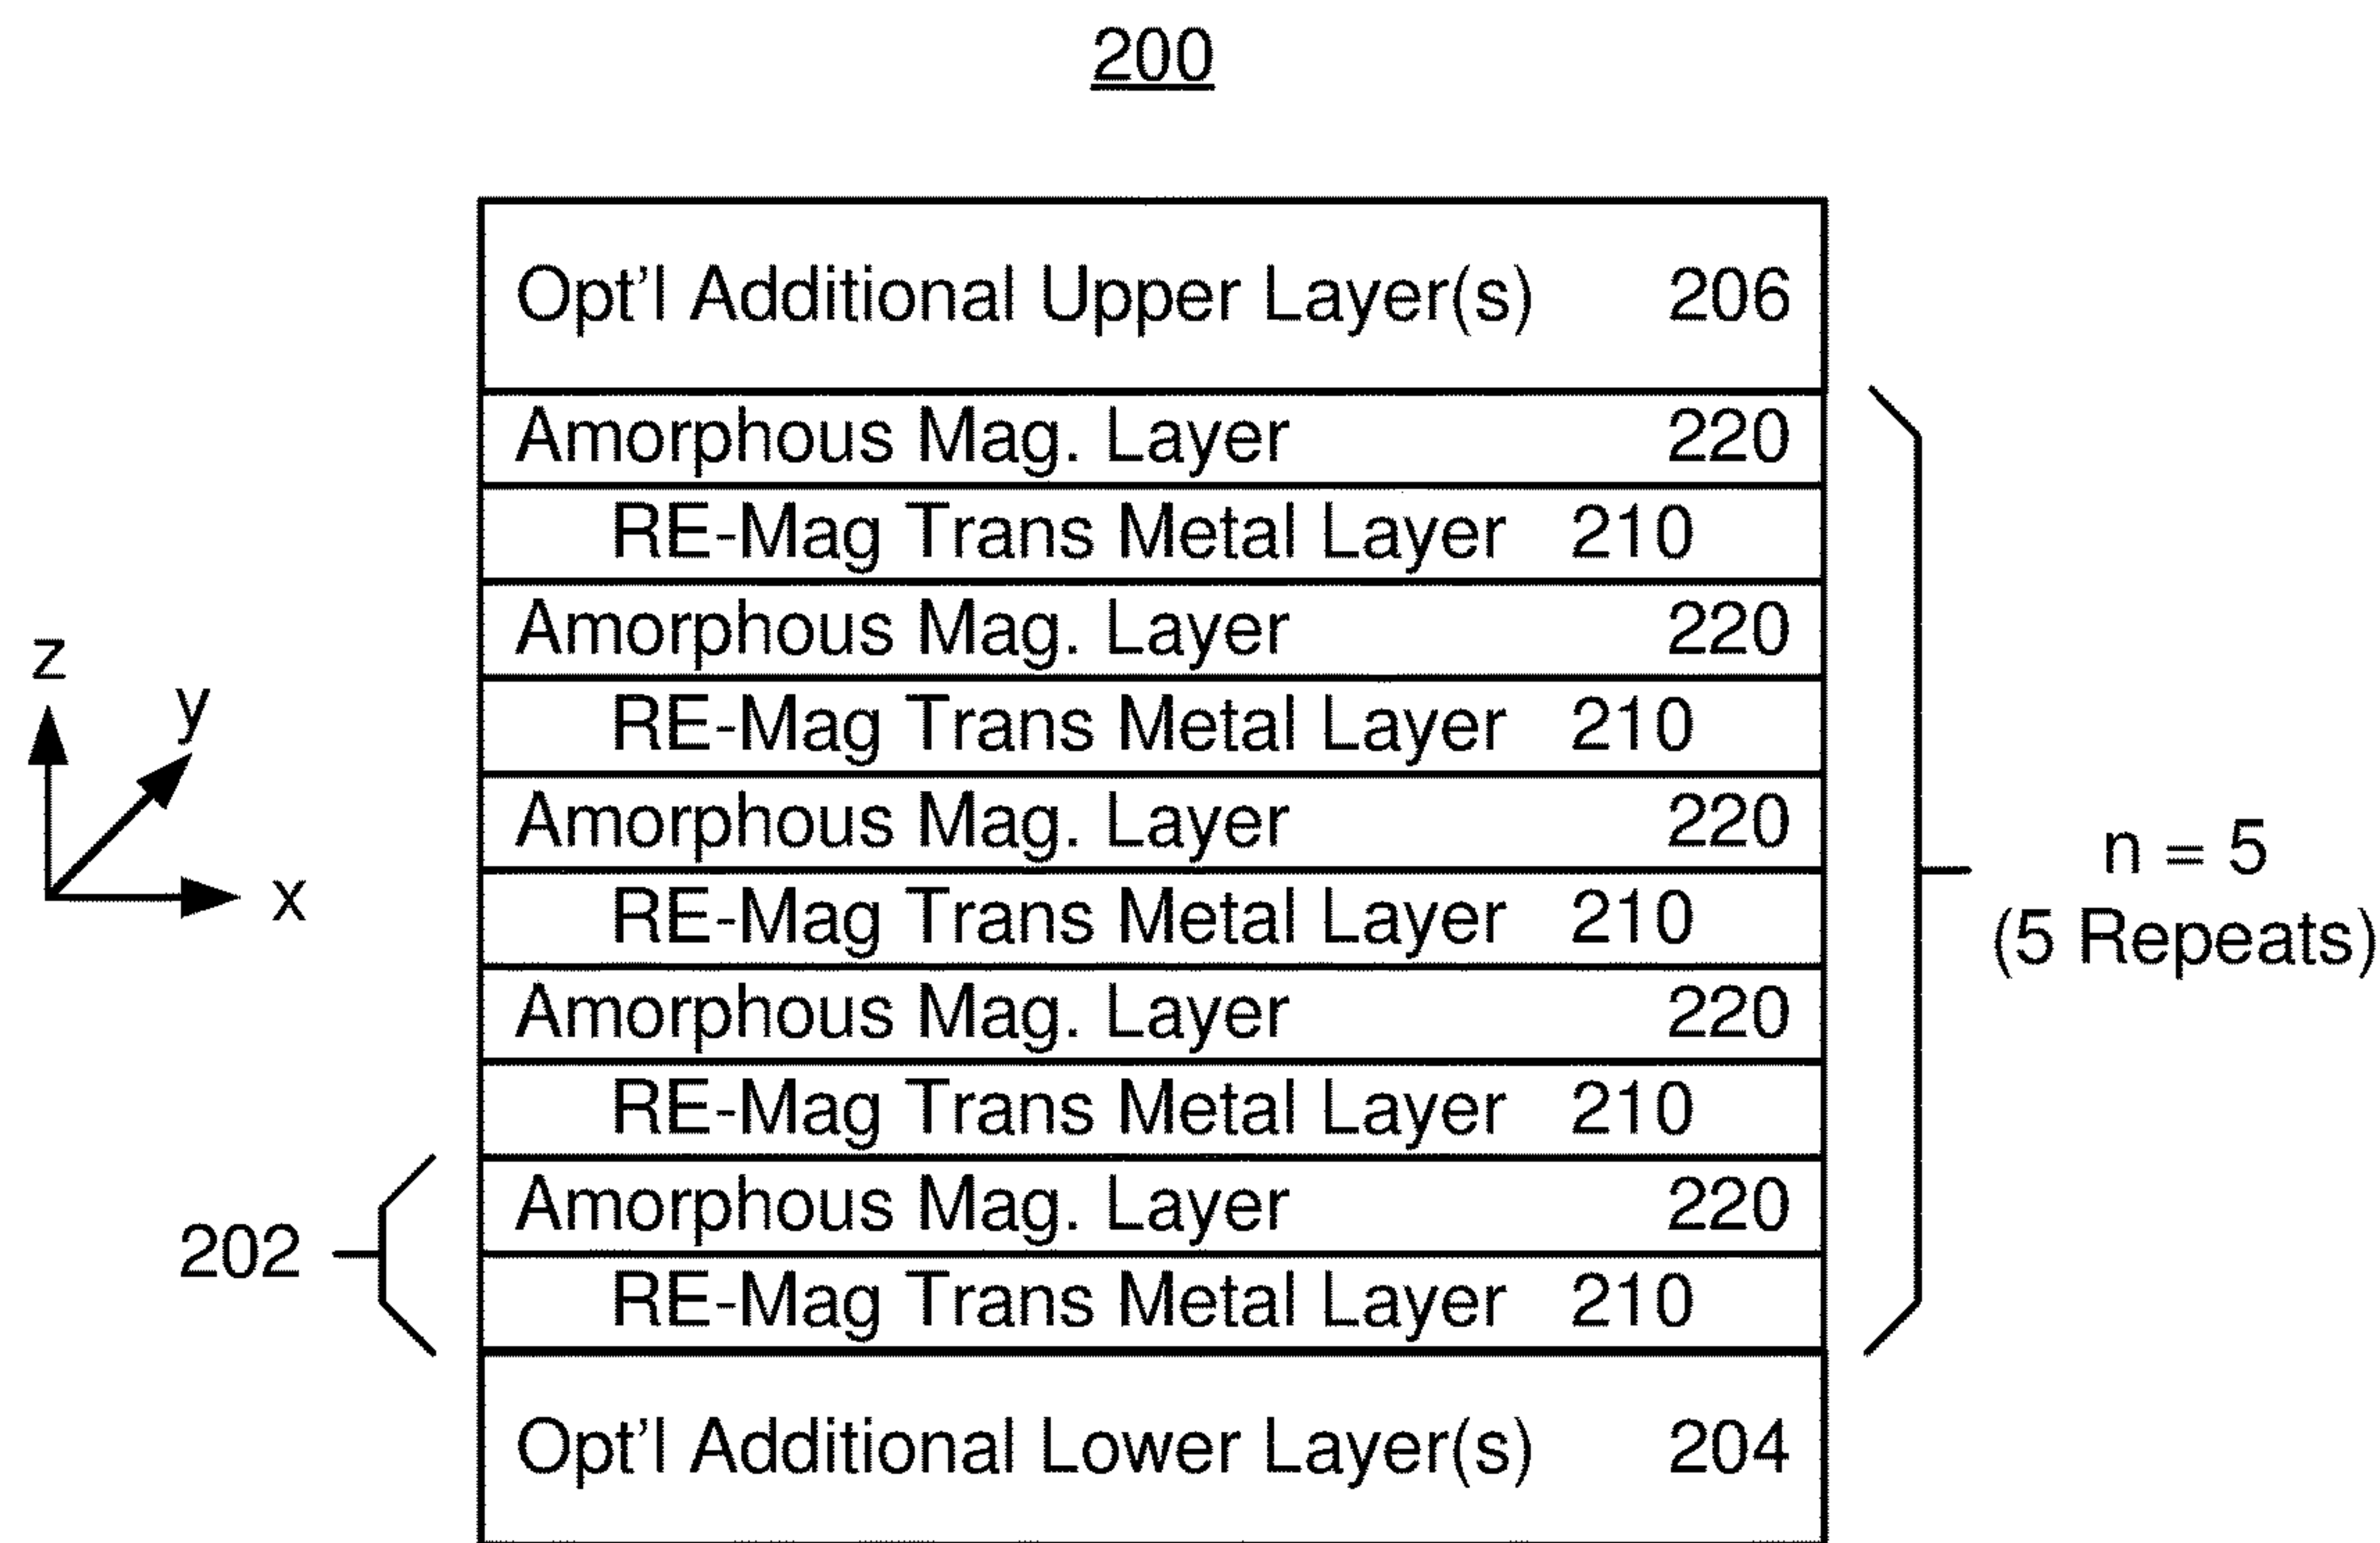 200
Opt'l Additional Upper Layer(s) 206
Amorphous Mag. Layer 220
RE-Mag Trans Metal Layer 210
Amorphous Mag. Layer 220
RE-Mag Trans Metal Layer 210
Amorphous Mag. Layer 220
RE-Mag Trans Metal Layer 210
Amorphous Mag. Layer 220
RE-Mag Trans Metal Layer 210
Amorphous Mag. Layer 220
RE-Mag Trans Metal Layer 210
Opt'l Additional Lower Layer(s) 204
z
y
x
202
n = 5
(5 Repeats)